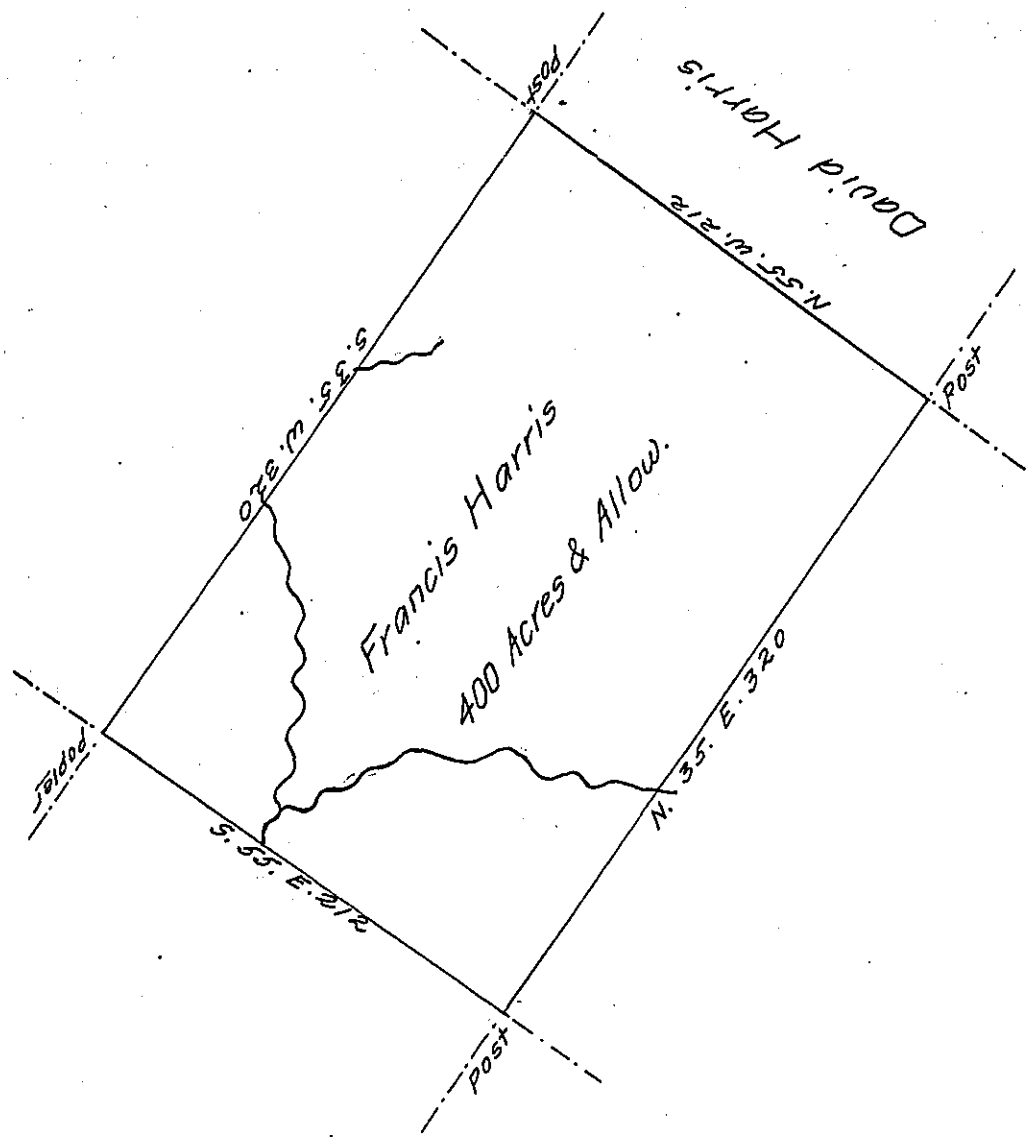 David Harris
post
N. 55. W. 212
S. 35. W. 320
Francis Harris
400 Acres & Allow.
Post
N. 35. E. 320
poplar
S. 55. E. 212
post